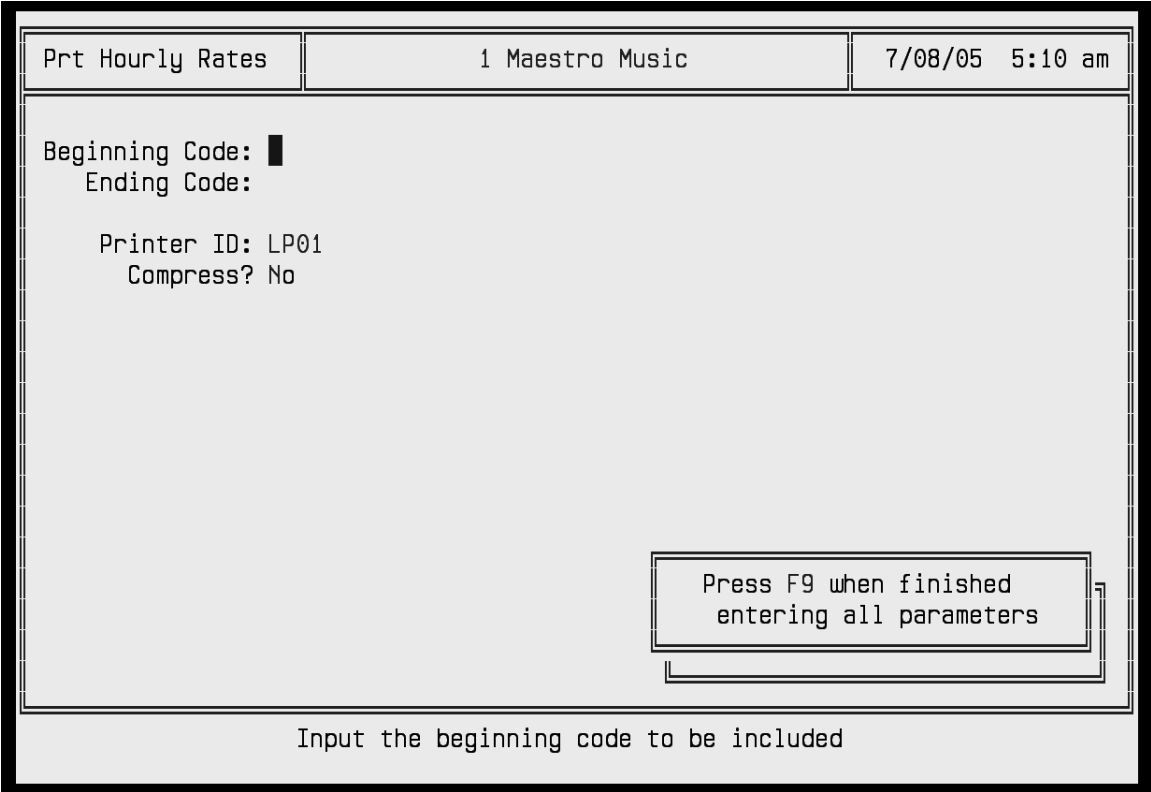 Prt Hourly Rates 1 Maestro Music 7/08/05 5:10 am
Beginning Code:
Ending Code:
Printer ID: LP01
Compress? No
Press F9 when finished
entering all parameters
Input the beginning code to be included